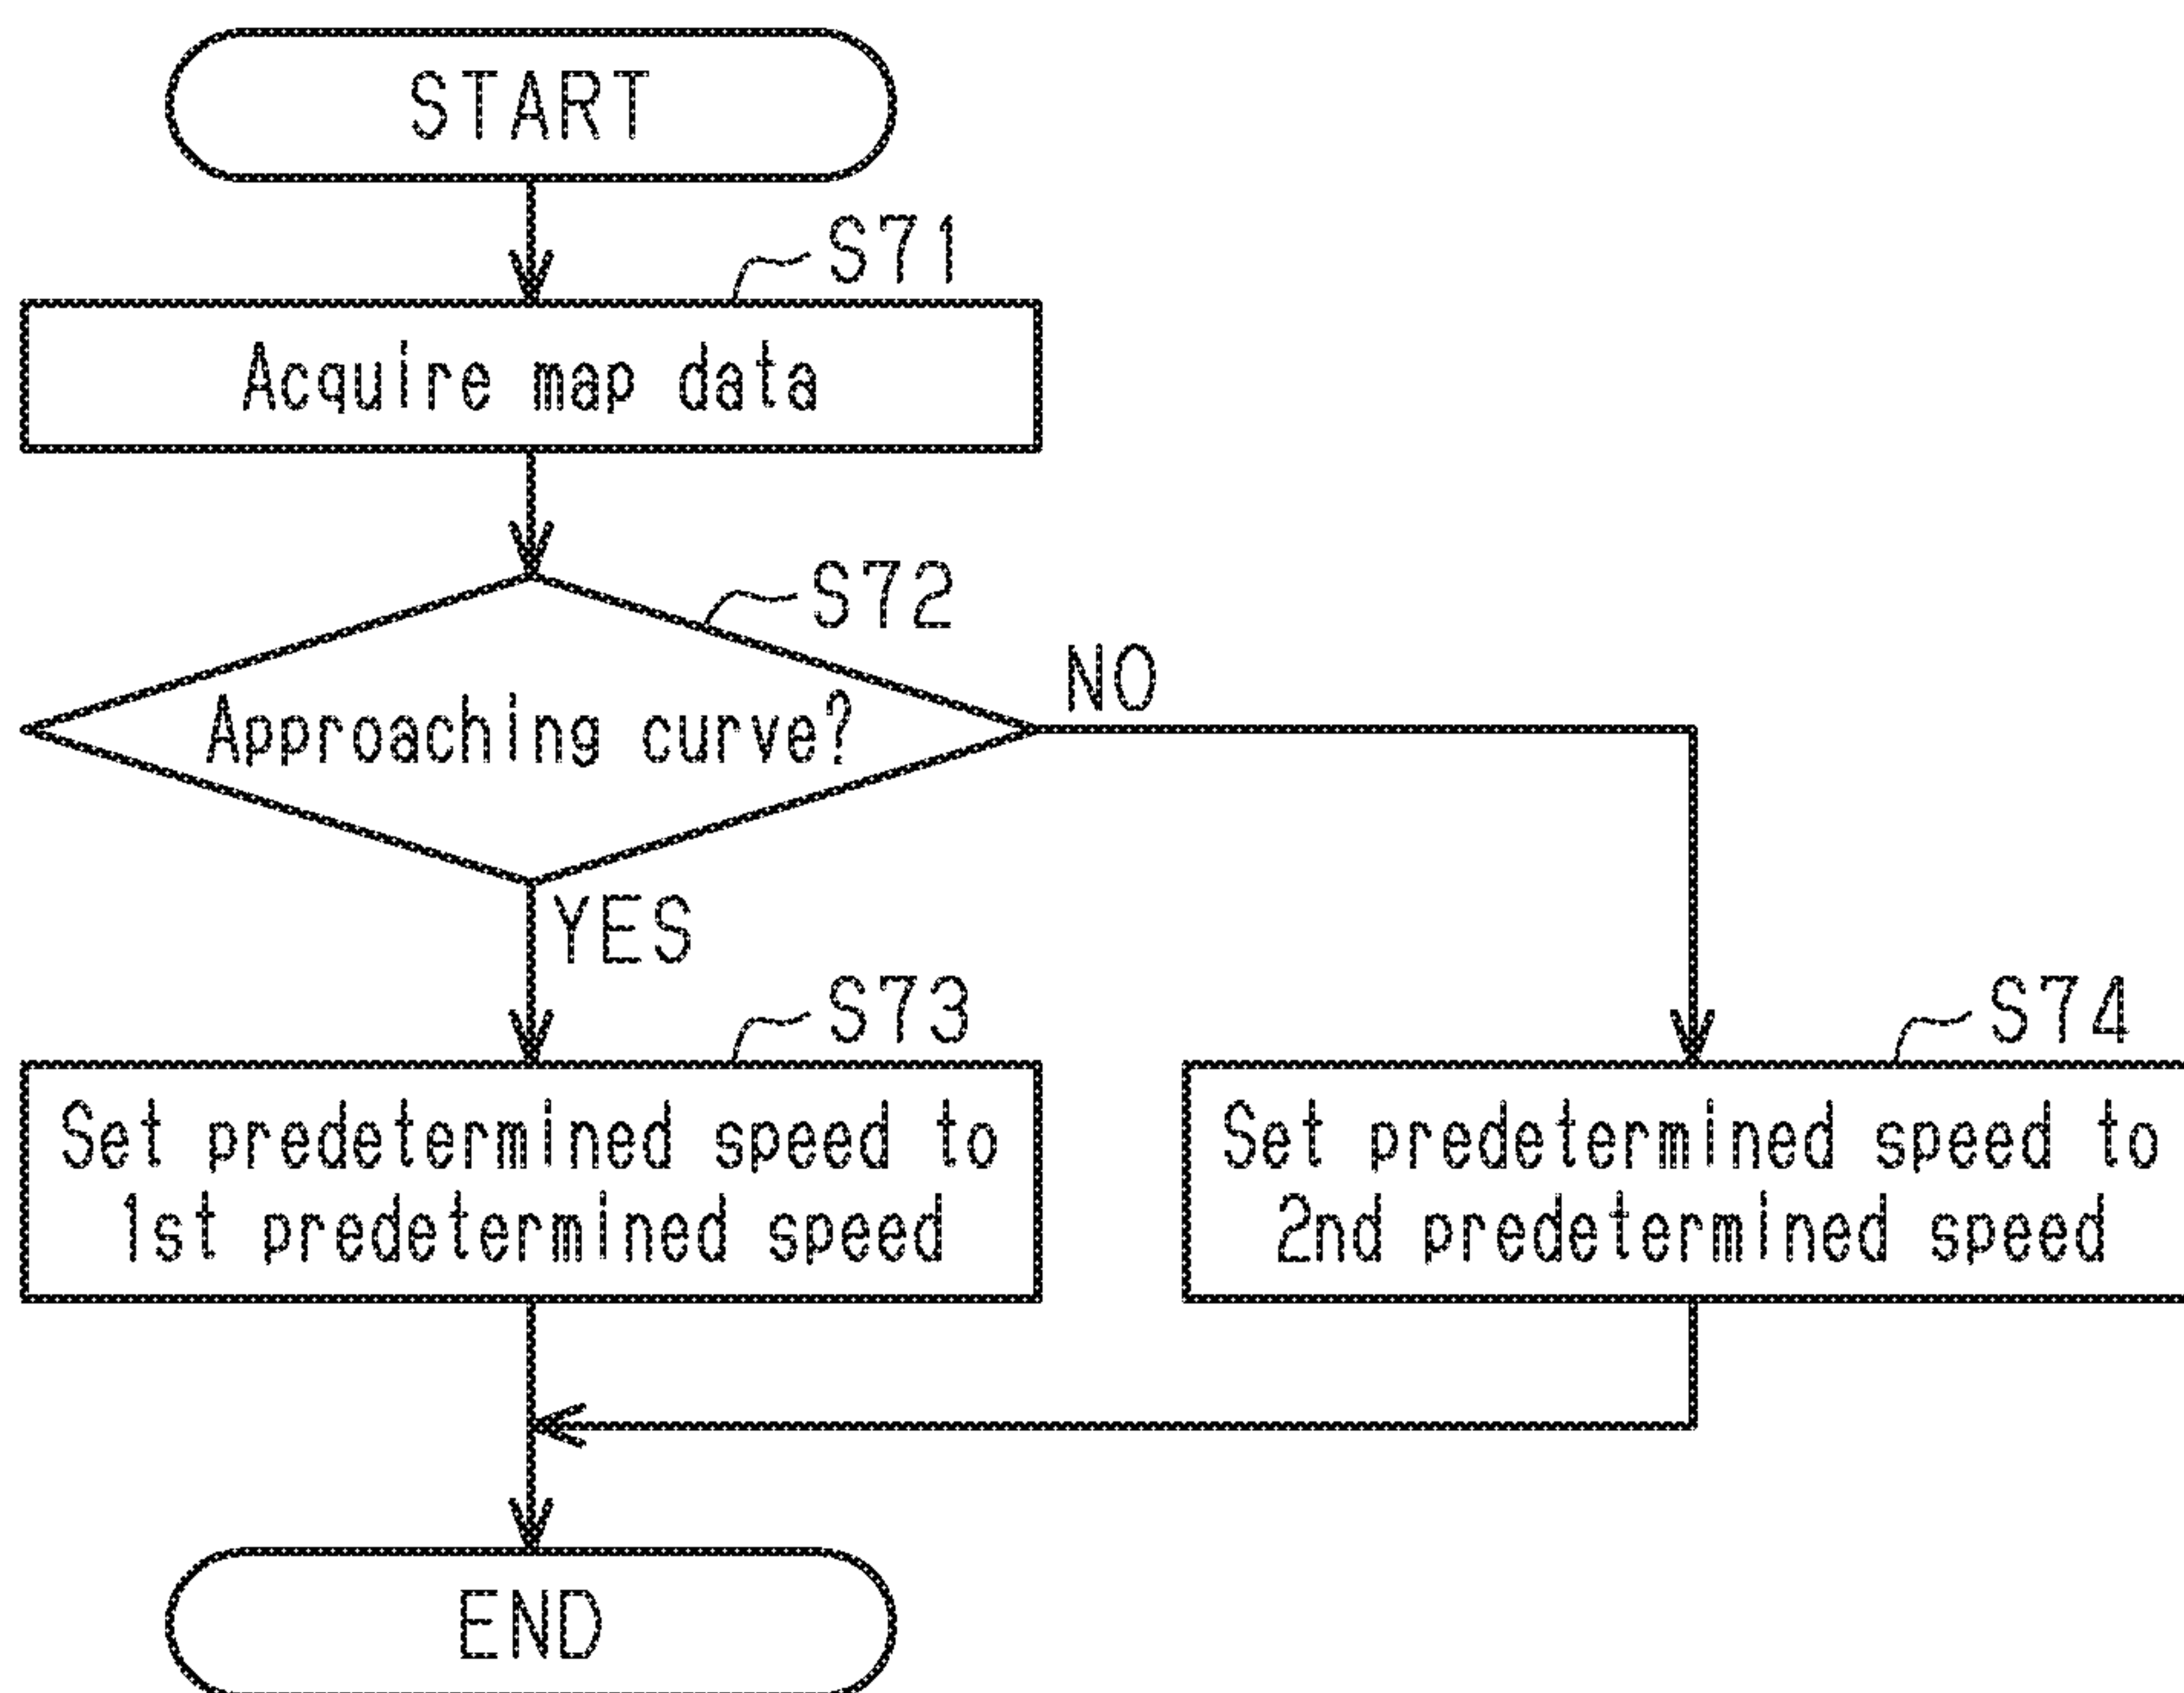 START
S71
Acquire map data
S72
Approaching curve?
NO
YES
S73
Set predetermined speed to
1st predetermined speed
S74
Set predetermined speed to
2nd predetermined speed
END